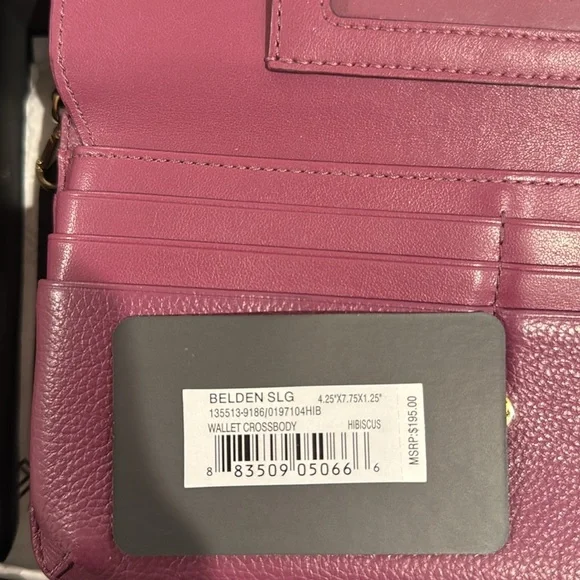 BELDEN SLG 4.25"X7.75X1.25"
135513-9186/0197104HIB
WALLET CROSSBODY HIBISCUS
8 83509 05066 6
MSRP:$195.00